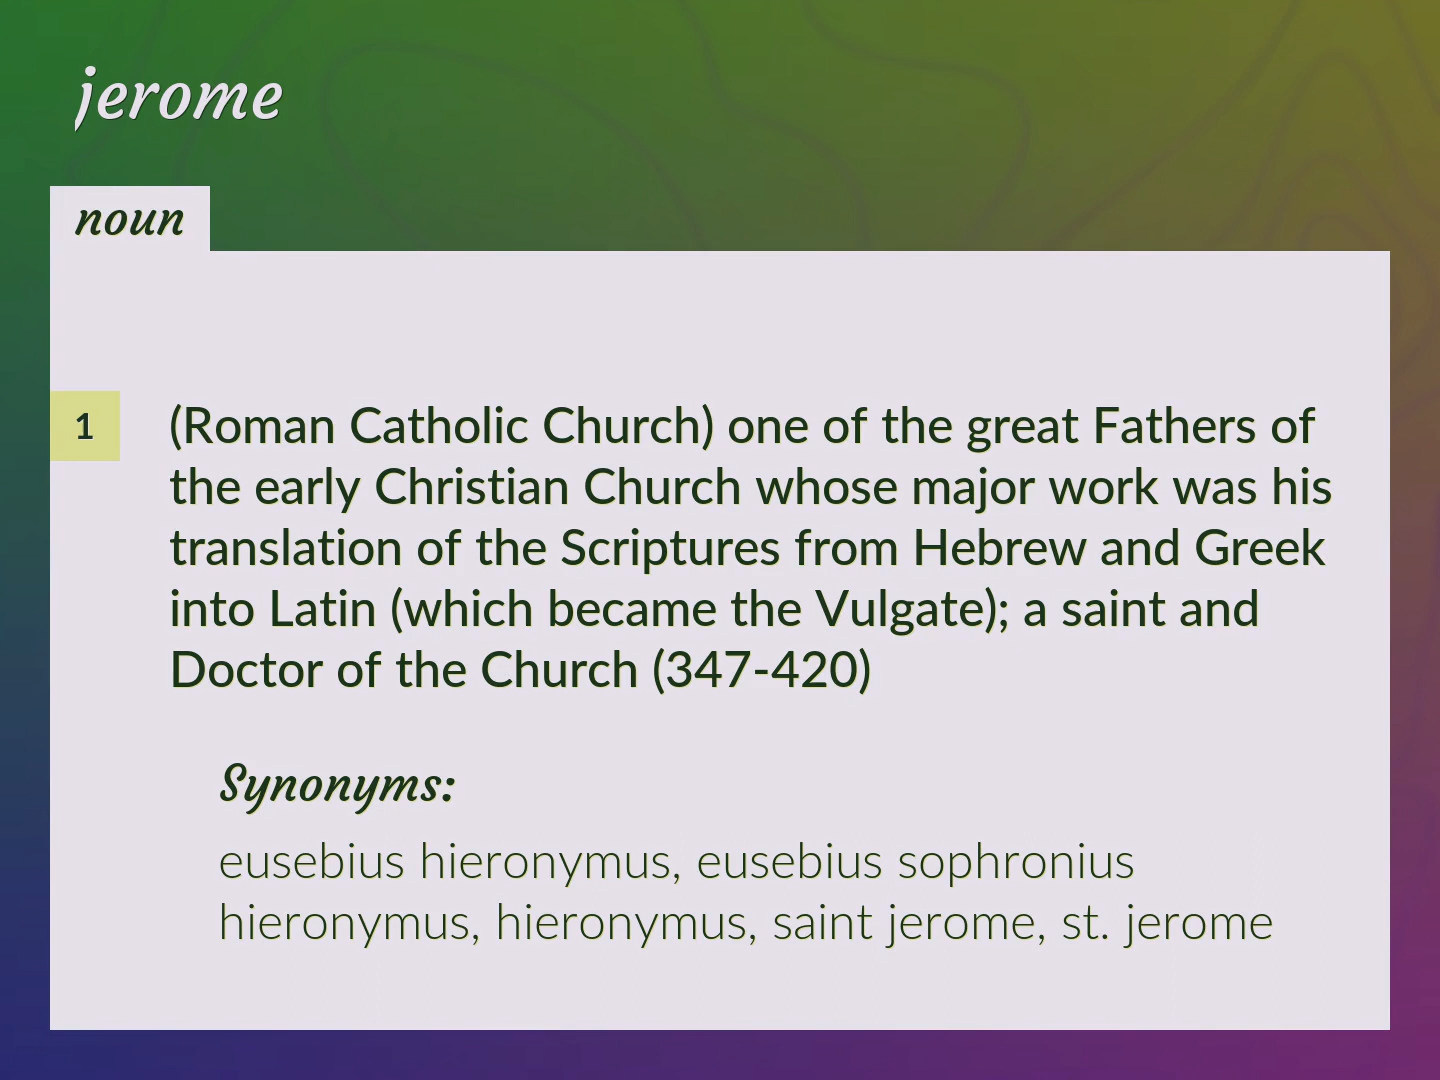 jerome
noun
1
(Roman Catholic Church) one of the great Fathers of
the early Christian Church whose major work was his
translation of the Scriptures from Hebrew and Greek
into Latin (which became the Vulgate); a saint and
Doctor of the Church (347-420)
Synonyms:
eusebius hieronymus, eusebius sophronius
hieronymus, hieronymus, saint jerome, st. jerome